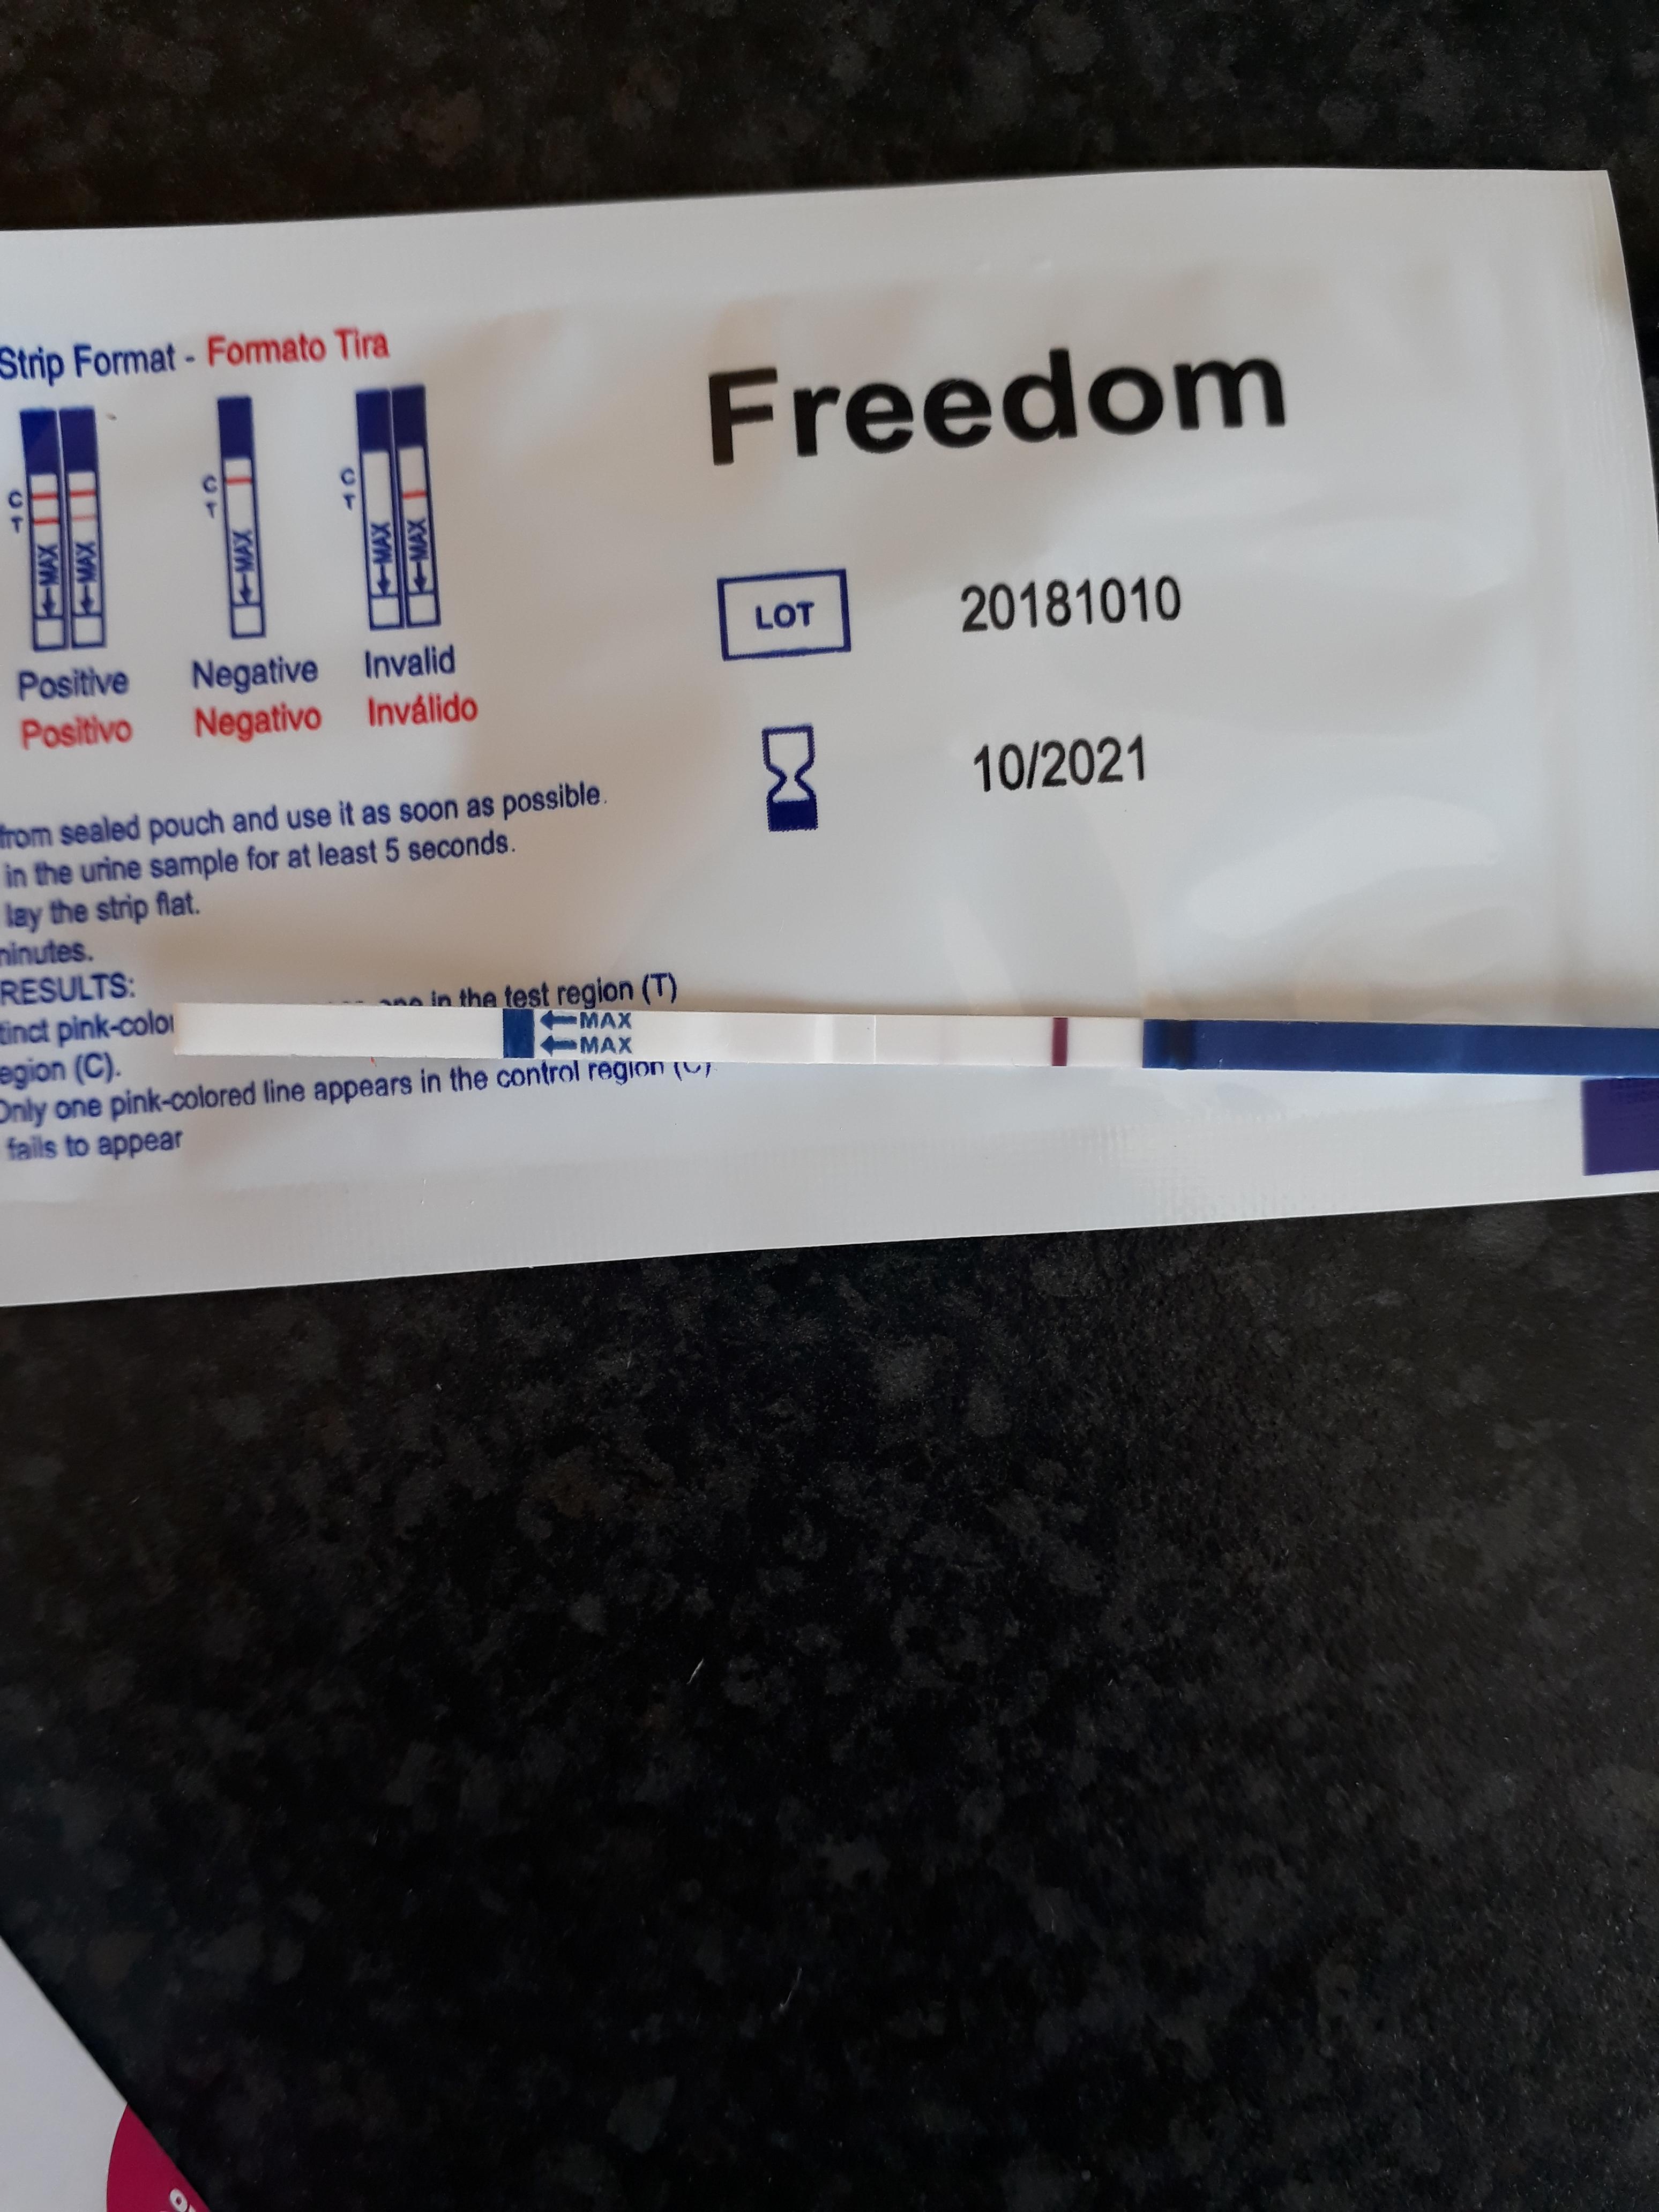 Strip Format - Formato Tira
C
T
MAX
MAX
C
T
MAX
C
T
MAX
MAX
Positive
Negative
Invalid
Positivo
Negativo
Inválido
Freedom
LOT
20181010
10/2021
from sealed pouch and use it as soon as possible.
in the urine sample for at least 5 seconds.
lay the strip flat.
minutes.
RESULTS:
one in the test region (T)
tinct pink-color
MAX
MAX
egion (C).
Only one pink-colored line appears in the control region (C)
fails to appear